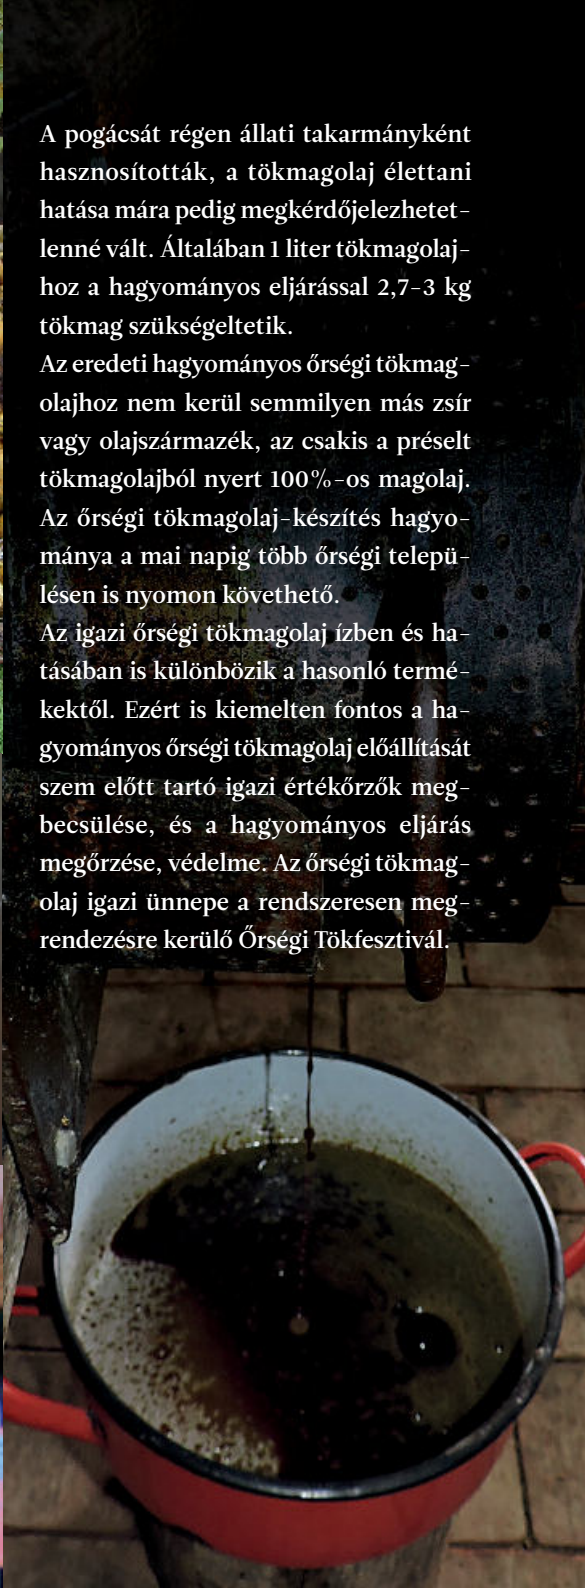 A pogácsát régen állati takarmányként
hasznosították, a tökmagolaj élettani
hatása mára pedig megkérdőjelezhetet-
lenné vált. Általában 1 liter tökmagolaj-
hoz a hagyományos eljárással 2,7-3 kg
tökmag szükségeltetik.
Az eredeti hagyományos őrségi tökmag-
olajhoz nem kerül semmilyen más zsír
vagy olajszármazék, az csakis a préselt
tökmagolajból nyert 100%-os magolaj.
Az őrségi tökmagolaj-készítés hagyo-
mánya a mai napig több őrségi telepü-
lésen is nyomon követhető.
Az igazi őrségi tökmagolaj ízben és ha-
tásában is különbözik a hasonló termé-
kektől. Ezért is kiemelten fontos a ha-
gyományos őrségi tökmagolaj előállítását
szem előtt tartó igazi értékőrzők meg-
becsülése, és a hagyományos eljárás
megőrzése, védelme. Az őrségi tökmag-
olaj igazi ünnepe a rendszeresen meg-
rendezésre kerülő Őrségi Tökfesztivál.